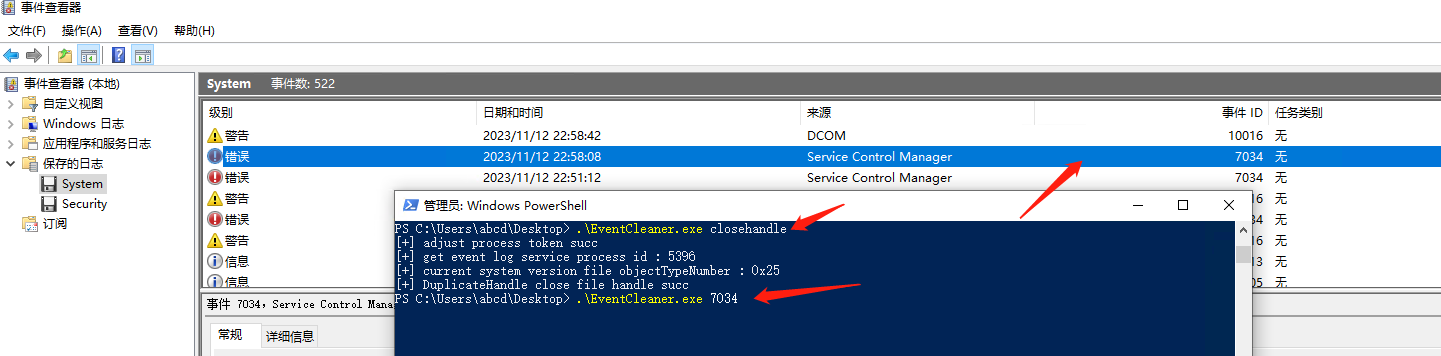 事件查看器
文件(F) 操作(A) 查看(V) 帮助(H)
事件查看器 (本地)
自定义视图
Windows 日志
应用程序和服务日志
保存的日志
System
Security
订阅
System 事件数: 522
级别 日期和时间 来源 事件 ID 任务类别
警告 2023/11/12 22:58:42 DCOM 10016 无
错误 2023/11/12 22:58:08 Service Control Manager 7034 无
错误 2023/11/12 22:51:12 Service Control Manager 7034 无
警告 16 无
错误 16 无
警告 16 无
信息 13 无
信息 05 无
管理员: Windows PowerShell
PS C:\Users\abcd\Desktop> .\EventCleaner.exe closehandle
[+] adjust process token succ
[+] get event log service process id : 5396
[+] current system version file objectTypeNumber : 0x25
[+] DuplicateHandle close file handle succ
PS C:\Users\abcd\Desktop> .\EventCleaner.exe 7034
事件 7034，Service Control Mana
常规 详细信息